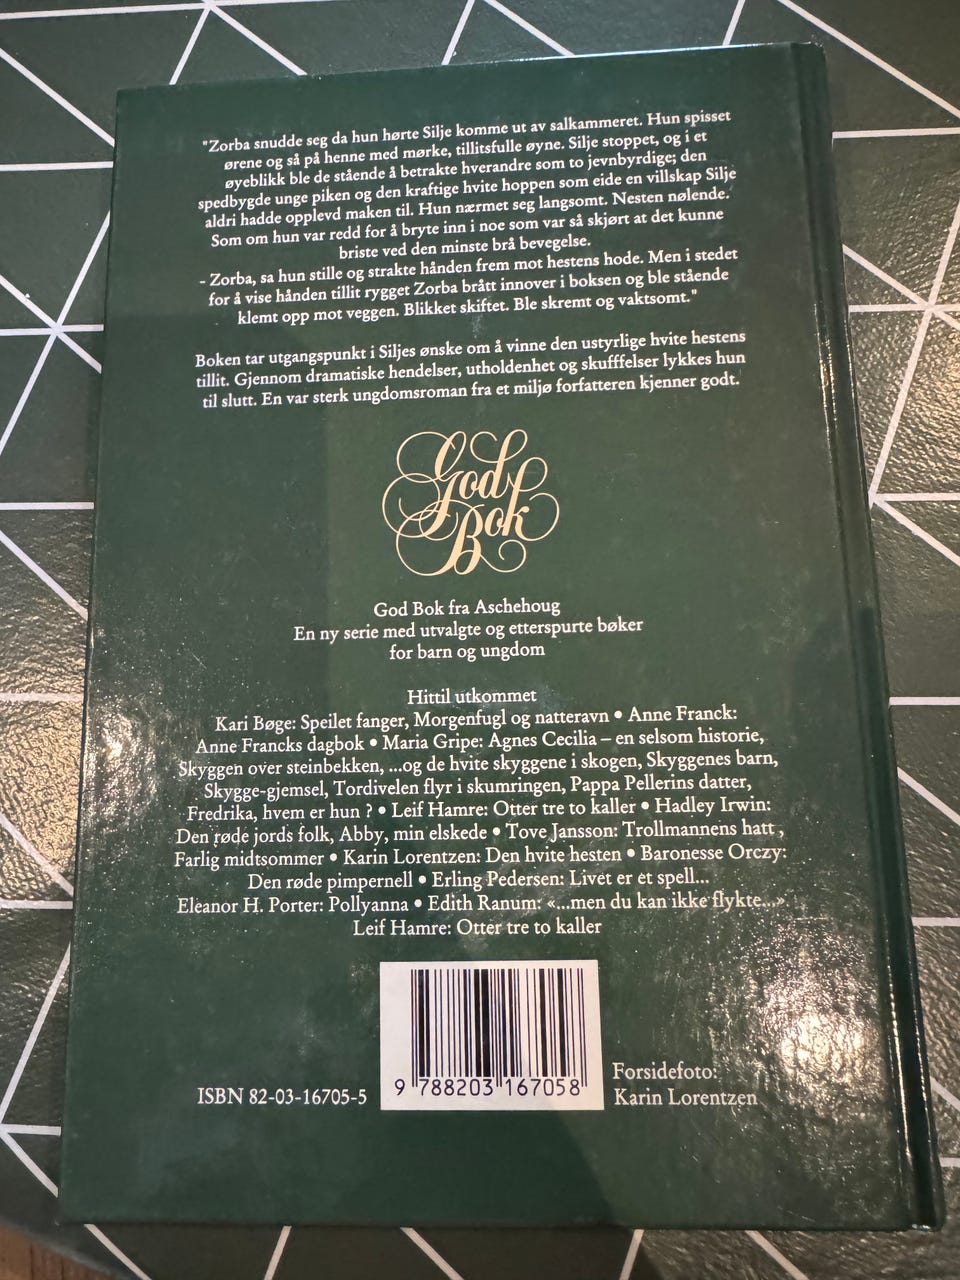 "Zorba snudde seg da hun hørte Silje komme ut av salkammeret. Hun spisset
ørene og så på henne med mørke, tillitsfulle øyne. Silje stoppet, og i et
øyeblikk ble de stående å betrakte hverandre som to jevnbyrdige; den
spedbygde unge piken og den kraftige hvite hoppen som eide en villskap Silje
aldri hadde opplevd maken til. Hun nærmet seg langsomt. Nesten nølende.
Som om hun var redd for å bryte inn i noe som var så skjørt at det kunne
briste ved den minste brå bevegelse.
- Zorba, sa hun stille og strakte hånden frem mot hestens hode. Men i stedet
for å vise hånden tillit rygget Zorba brått innover i boksen og ble stående
klemt opp mot veggen. Blikket skiftet. Ble skremt og vaktsomt."
Boken tar utgangspunkt i Siljes ønske om å vinne den ustyrlige hvite hestens
tillit. Gjennom dramatiske hendelser, utholdenhet og skufffelser lykkes hun
til slutt. En var sterk ungdomsroman fra et miljø forfatteren kjenner godt.
God
Bok
God Bok fra Aschehoug
En ny serie med utvalgte og etterspurte bøker
for barn og ungdom
Hittil utkommet
Kari Bøge: Speilet fanger, Morgenfugl og natteravn • Anne Franck:
Anne Francks dagbok • Maria Gripe: Agnes Cecilia – en selsom historie,
Skyggen over steinbekken, ...og de hvite skyggene i skogen, Skyggenes barn,
Skygge-gjemsel, Tordivelen flyr i skumringen, Pappa Pellerins datter,
Fredrika, hvem er hun ? • Leif Hamre: Otter tre to kaller • Hadley Irwin:
Den røde jords folk, Abby, min elskede • Tove Jansson: Trollmannens hatt ,
Farlig midtsommer • Karin Lorentzen: Den hvite hesten • Baronesse Orczy:
Den røde pimpernell • Erling Pedersen: Livet er et spell...
Eleanor H. Porter: Pollyanna • Edith Ranum: «...men du kan ikke flykte...»
Leif Hamre: Otter tre to kaller
ISBN 82-03-16705-5
9 788203 167058
Forsidefoto:
Karin Lorentzen